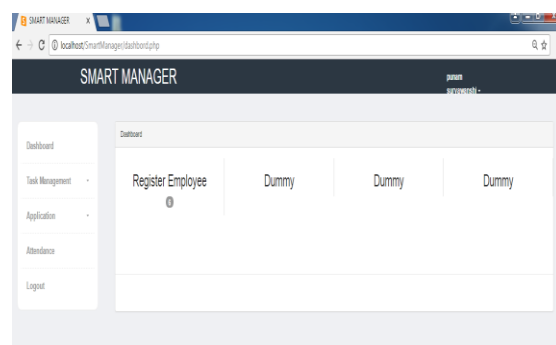 SMART MANAGER
localhost/SmartManager/dashbord.php
SMART MANAGER
punam
suryawanshi
Dashboard
Task Management
Application
Attendance
Logout
Dashboard
Register Employee Dummy Dummy Dummy